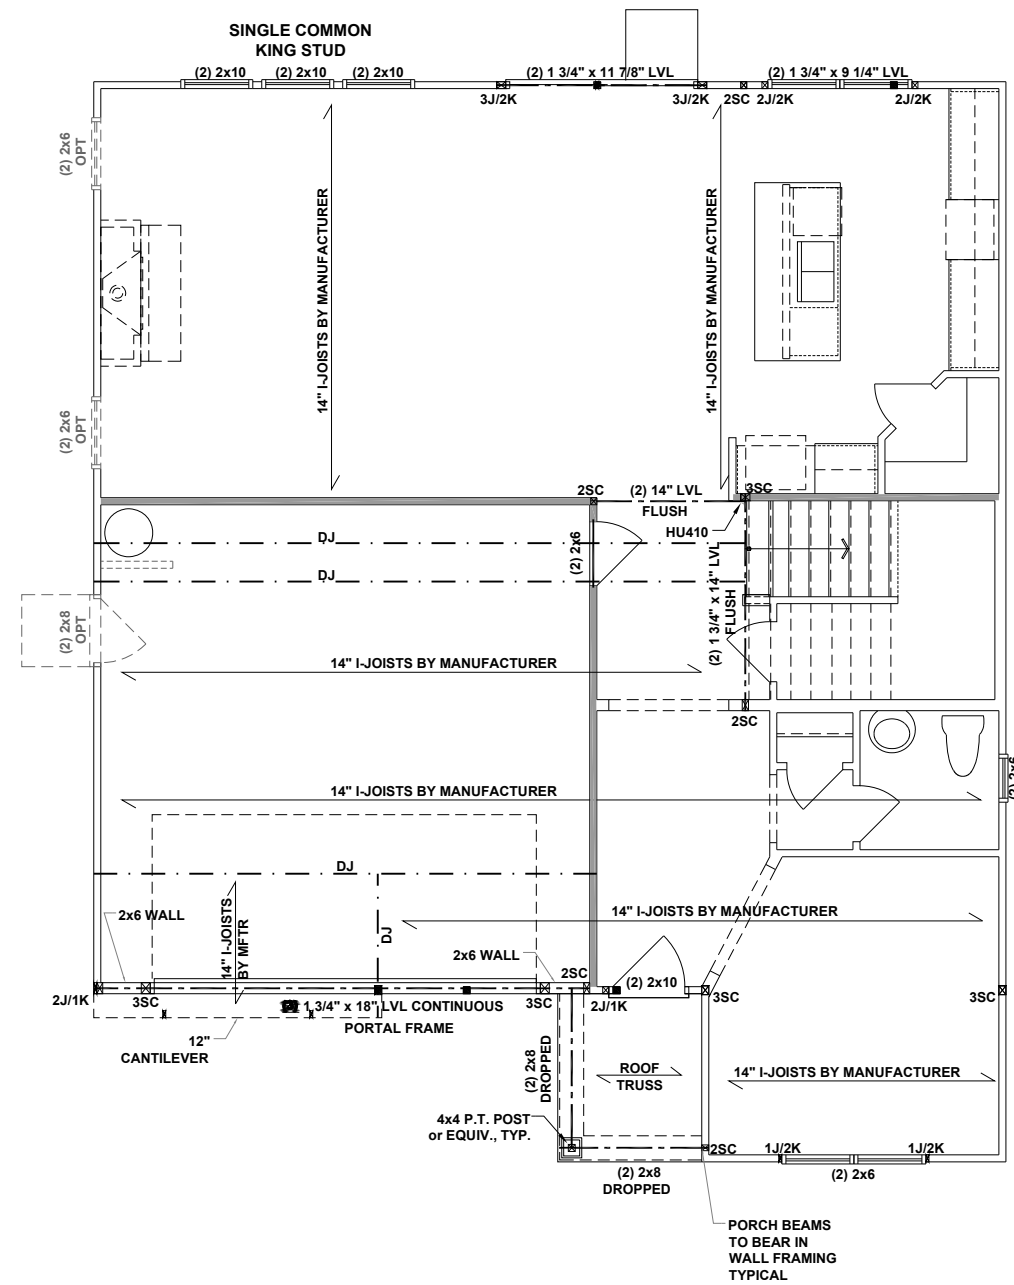 SINGLE COMMON
KING STUD
(2) 2x10
(2) 2x10
(2) 2x10
(2) 1 3/4" x 11 7/8" LVL
(2) 1 3/4" x 9 1/4" LVL
3J/2K
3J/2K
2SC
2J/2K
2J/2K
(2) 2x6
OPT
14" I-JOISTS BY MANUFACTURER
14" I-JOISTS BY MANUFACTURER
(2) 2x6
OPT
2SC
(2) 14" LVL
FLUSH
3SC
HU410
DJ
DJ
(2) 2x6
(2) 1 3/4" x 14" LVL
FLUSH
(2) 2x8
OPT
14" I-JOISTS BY MANUFACTURER
2SC
(2) 2x6
14" I-JOISTS BY MANUFACTURER
DJ
2x6 WALL
14" I-JOISTS
BY MFTR
DJ
14" I-JOISTS BY MANUFACTURER
2x6 WALL
2SC
2J/1K
3SC
1 3/4" x 18" LVL CONTINUOUS
PORTAL FRAME
3SC
2J/1K
(2) 2x10
3SC
3SC
12"
CANTILEVER
(2) 2x8
DROPPED
ROOF
TRUSS
14" I-JOISTS BY MANUFACTURER
4x4 P.T. POST
or EQUIV., TYP.
2SC
1J/2K
1J/2K
(2) 2x8
DROPPED
(2) 2x6
PORCH BEAMS
TO BEAR IN
WALL FRAMING
TYPICAL